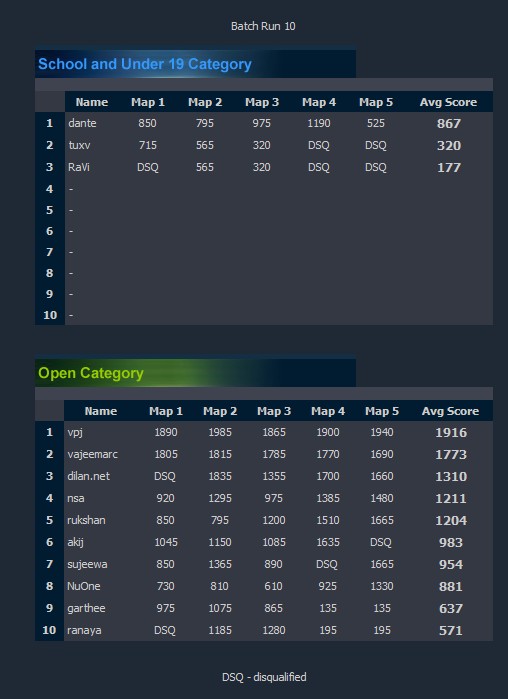 Batch Run 10
School and Under 19 Category
Name Map 1 Map 2 Map 3 Map 4 Map 5 Avg Score
1 dante 850 795 975 1190 525 867
2 tuxv 715 565 320 DSQ DSQ 320
3 RaVi DSQ 565 320 DSQ DSQ 177
4 -
5 -
6 -
7 -
8 -
9 -
10 -
Open Category
Name Map 1 Map 2 Map 3 Map 4 Map 5 Avg Score
1 vpj 1890 1985 1865 1900 1940 1916
2 vajeemarc 1805 1815 1785 1770 1690 1773
3 dilan.net DSQ 1835 1355 1700 1660 1310
4 nsa 920 1295 975 1385 1480 1211
5 rukshan 850 795 1200 1510 1665 1204
6 akij 1045 1150 1085 1635 DSQ 983
7 sujeewa 850 1365 890 DSQ 1665 954
8 NuOne 730 810 610 925 1330 881
9 garthee 975 1075 865 135 135 637
10 ranaya DSQ 1185 1280 195 195 571
DSQ - disqualified